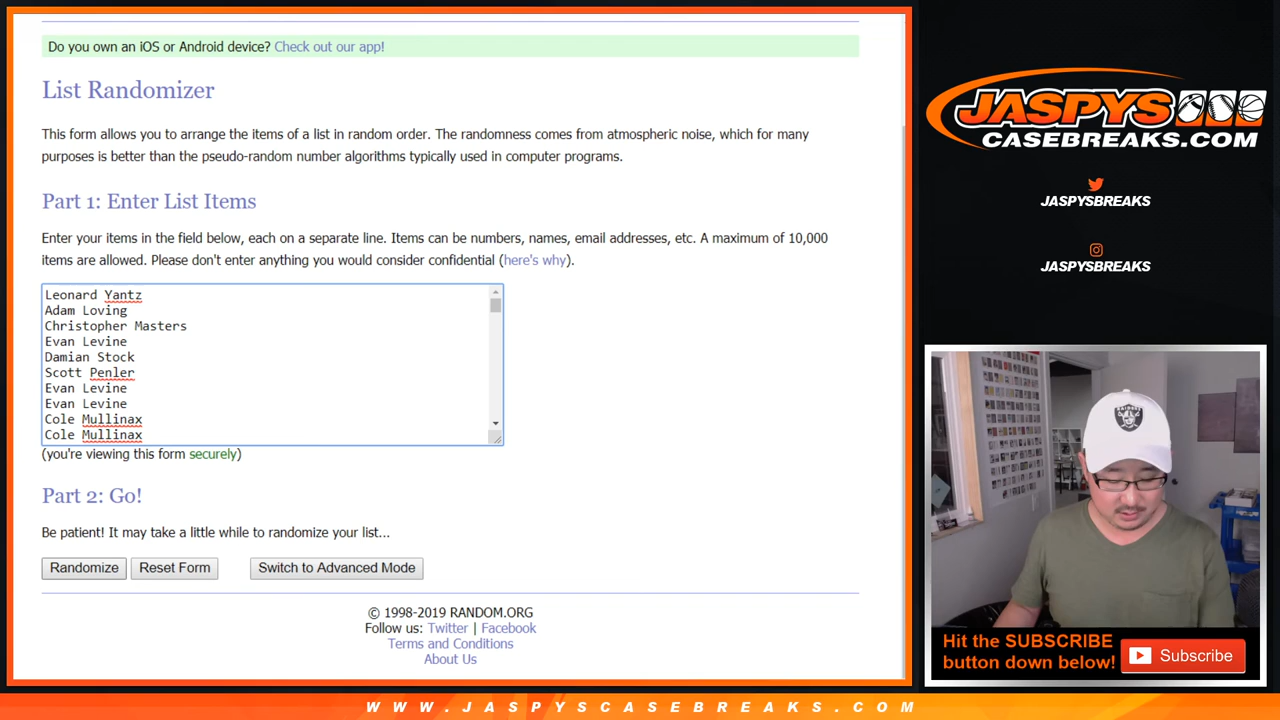 Do you own an iOS or Android device? Check out our app!
List Randomizer
This form allows you to arrange the items of a list in random order. The randomness comes from atmospheric noise, which for many
purposes is better than the pseudo-random number algorithms typically used in computer programs.
Part 1: Enter List Items
Enter your items in the field below, each on a separate line. Items can be numbers, names, email addresses, etc. A maximum of 10,000
items are allowed. Please don't enter anything you would consider confidential (here's why).
Leonard Yantz
Adam Loving
Christopher Masters
Evan Levine
Damian Stock
Scott Penler
Evan Levine
Evan Levine
Cole Mullinax
Cole Mullinax
(you're viewing this form securely)
Part 2: Go!
Be patient! It may take a little while to randomize your list...
Randomize
Reset Form
Switch to Advanced Mode
© 1998-2019 RANDOM.ORG
Follow us: Twitter | Facebook
Terms and Conditions
About Us
JASPYS
CASEBREAKS.COM
JASPYSBREAKS
JASPYSBREAKS
RAIDERS
Hit the SUBSCRIBE
button down below!
Subscribe
WWW.JASPYSCASEBREAKS.COM